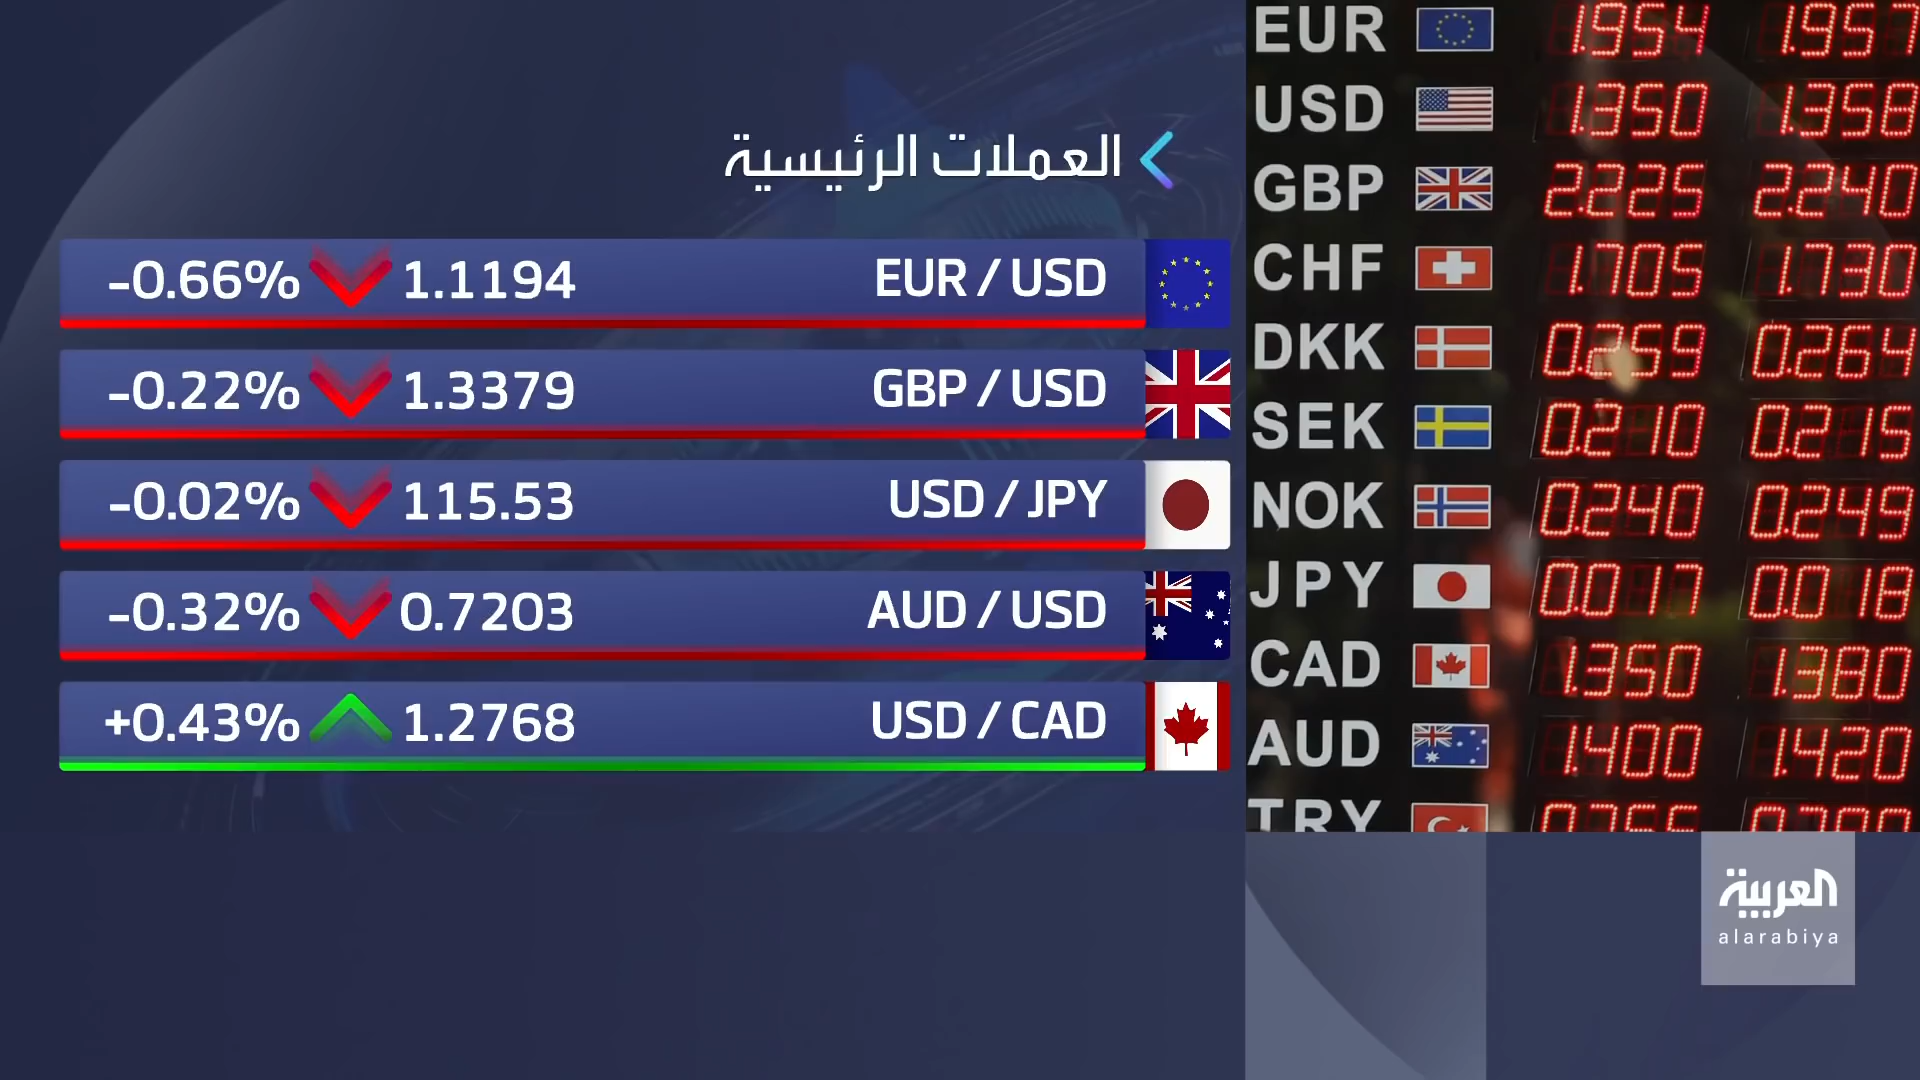 العملات الرئيسية
EUR / USD 1.1194 -0.66%
GBP / USD 1.3379 -0.22%
USD / JPY 115.53 -0.02%
AUD / USD 0.7203 -0.32%
USD / CAD 1.2768 +0.43%
EUR 1.954 1.957
USD 1.350 1.358
GBP 2.225 2.240
CHF 1.705 1.730
DKK 0.259 0.264
SEK 0.210 0.215
NOK 0.240 0.249
JPY 0.017 0.018
CAD 1.350 1.380
AUD 1.400 1.420
TRY
العربية
alarabiya